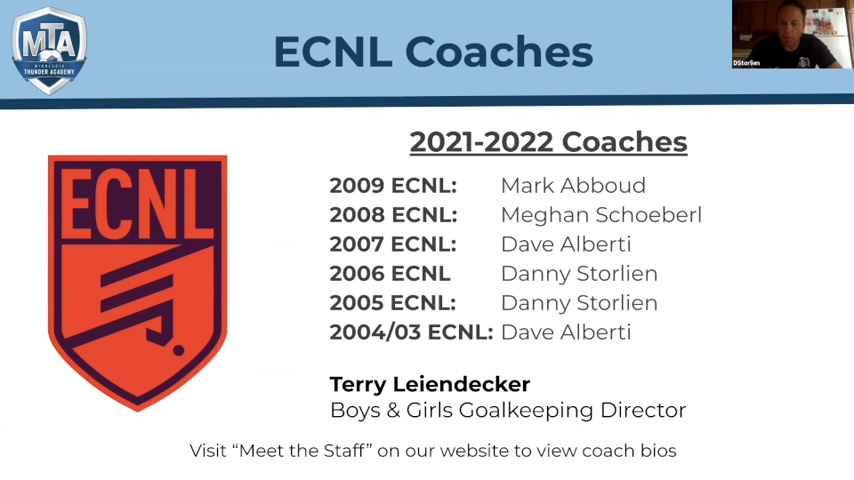 MTA
MINNESOTA
THUNDER ACADEMY
ECNL Coaches
DStorlien
2021-2022 Coaches
ECNL
2009 ECNL: Mark Abboud
2008 ECNL: Meghan Schoeberl
2007 ECNL: Dave Alberti
2006 ECNL Danny Storlien
2005 ECNL: Danny Storlien
2004/03 ECNL: Dave Alberti
Terry Leiendecker
Boys & Girls Goalkeeping Director
Visit “Meet the Staff” on our website to view coach bios